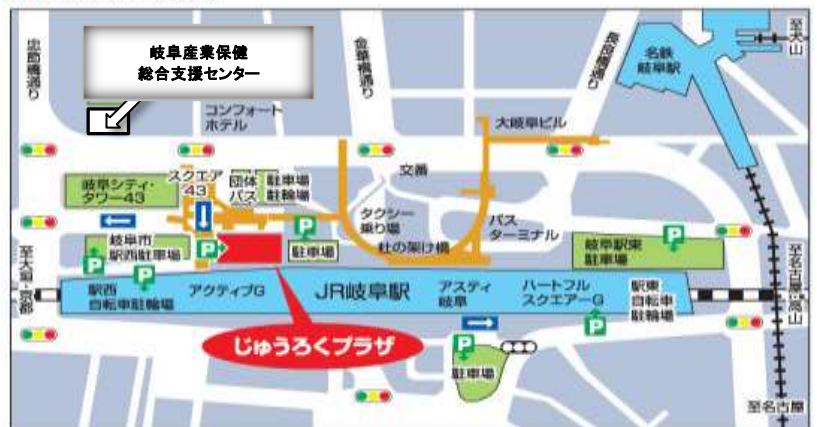 忠節橋通り
岐阜産業保健
総合支援センター
金華橋通り
長良橋通り
名鉄
岐阜駅
至犬山
コンフォート
ホテル
大岐阜ビル
交番
岐阜シティ・
タワー43
スクエア
43
団体
バス
駐車場
駐輪場
タクシー
乗り場
杜の架け橋
バス
ターミナル
岐阜市
駅西駐車場
P
P
P
駐車場
岐阜駅東
駐車場
至大垣・京都
駅西
自転車駐輪場
P
アクティブG
JR岐阜駅
アスティ
岐阜
ハートフル
スクエアーG
駅東
自転車
駐輪場
P
至名古屋・高山
じゅうろくプラザ
P
駐車場
至名古屋